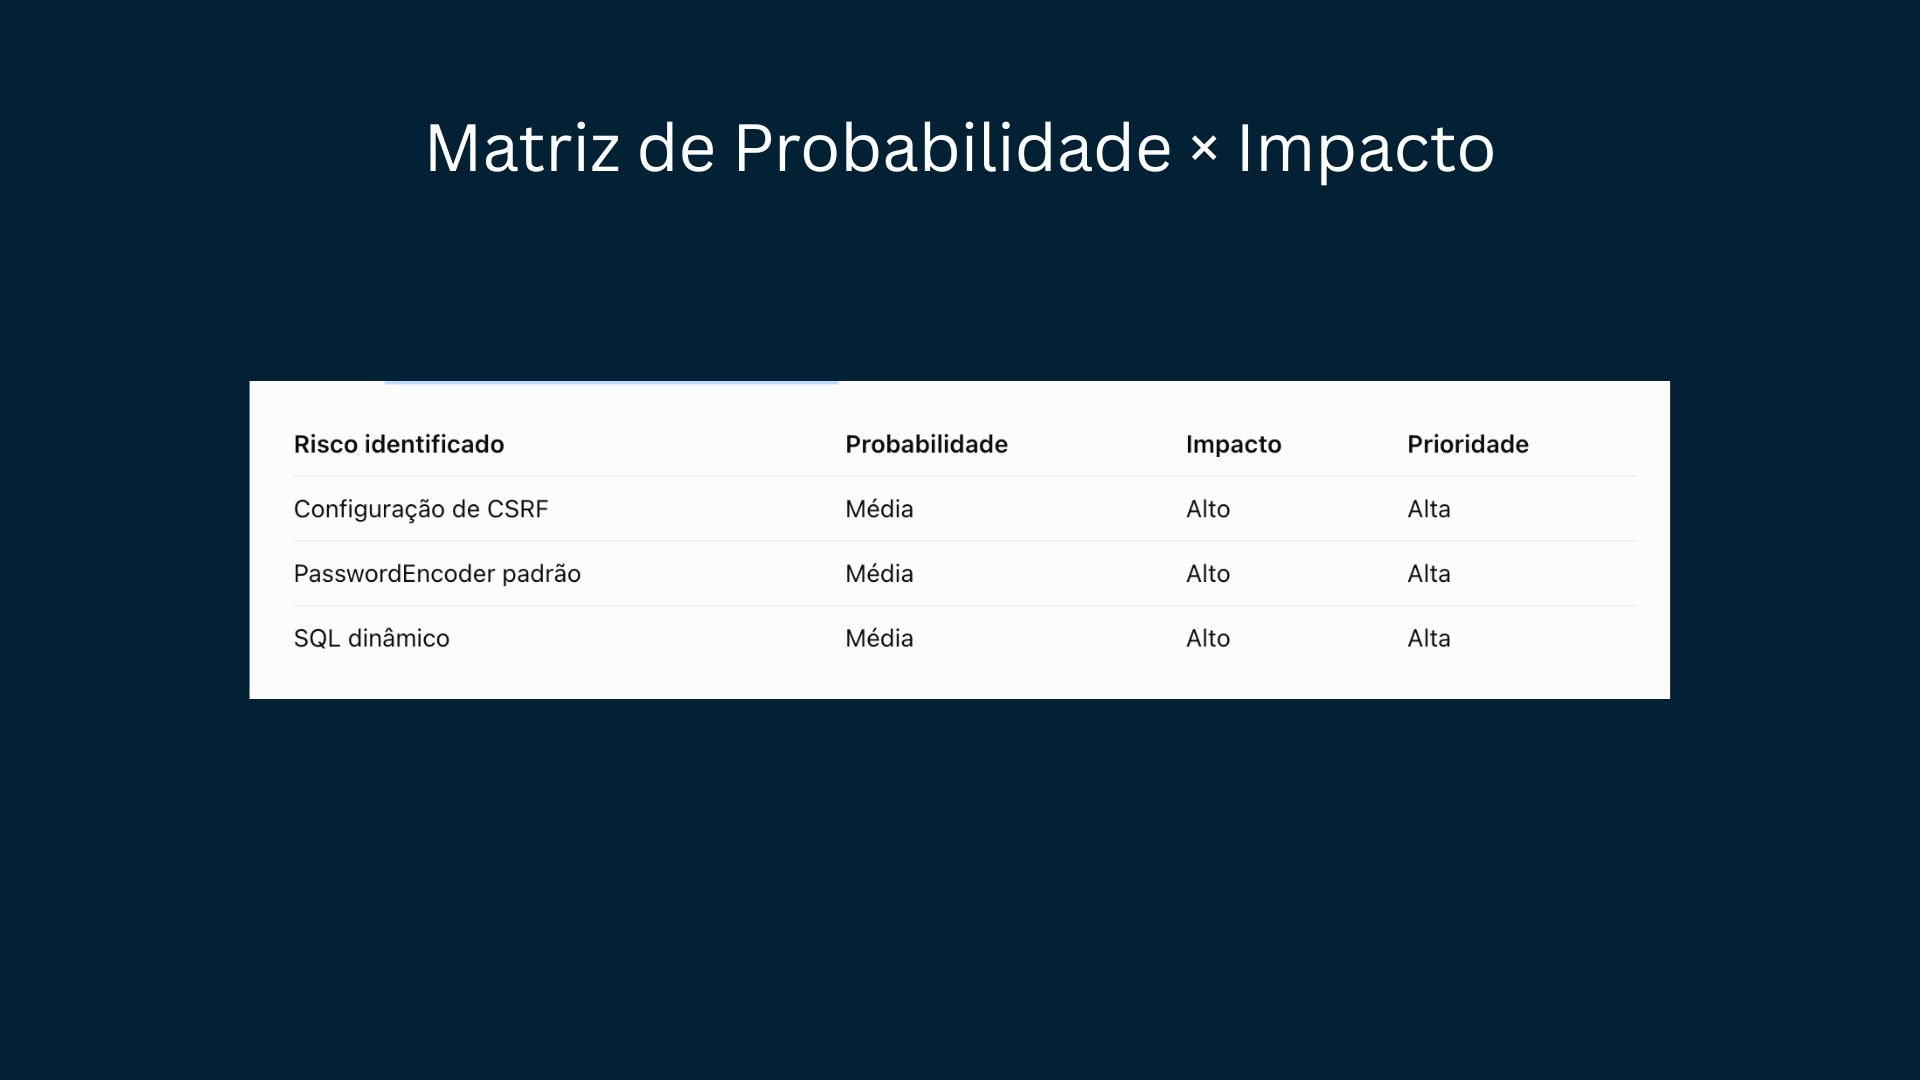 Matriz de Probabilidade × Impacto
Risco identificado Probabilidade Impacto Prioridade
Configuração de CSRF Média Alto Alta
PasswordEncoder padrão Média Alto Alta
SQL dinâmico Média Alto Alta